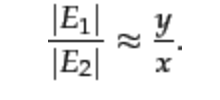 |E₁| / |E₂| ≈ y / x.